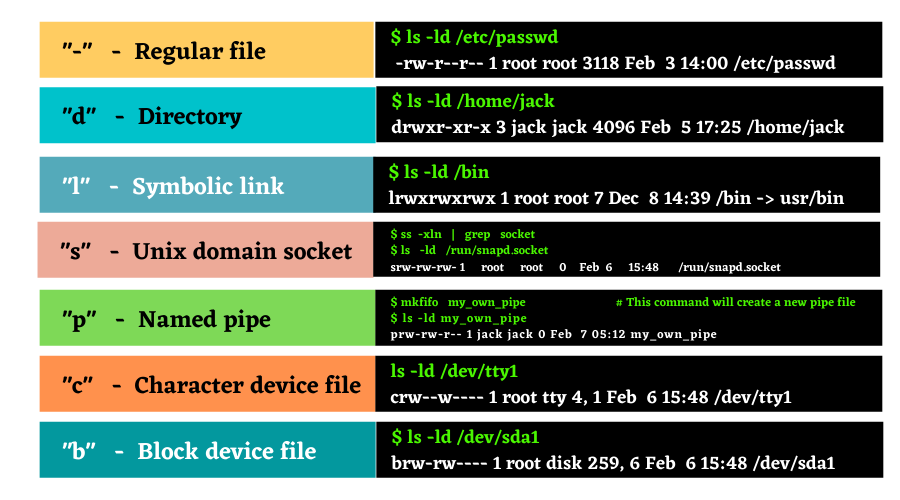 "-" - Regular file
$ ls -ld /etc/passwd
-rw-r--r-- 1 root root 3118 Feb 3 14:00 /etc/passwd
"d" - Directory
$ ls -ld /home/jack
drwxr-xr-x 3 jack jack 4096 Feb 5 17:25 /home/jack
"l" - Symbolic link
$ ls -ld /bin
lrwxrwxrwx 1 root root 7 Dec 8 14:39 /bin -> usr/bin
"s" - Unix domain socket
$ ss -xln | grep socket
$ ls -ld /run/snapd.socket
srw-rw-rw- 1 root root 0 Feb 6 15:48 /run/snapd.socket
"p" - Named pipe
$ mkfifo my_own_pipe # This command will create a new pipe file
$ ls -ld my_own_pipe
prw-rw-r-- 1 jack jack 0 Feb 7 05:12 my_own_pipe
"c" - Character device file
ls -ld /dev/tty1
crw--w---- 1 root tty 4, 1 Feb 6 15:48 /dev/tty1
"b" - Block device file
$ ls -ld /dev/sda1
brw-rw---- 1 root disk 259, 6 Feb 6 15:48 /dev/sda1